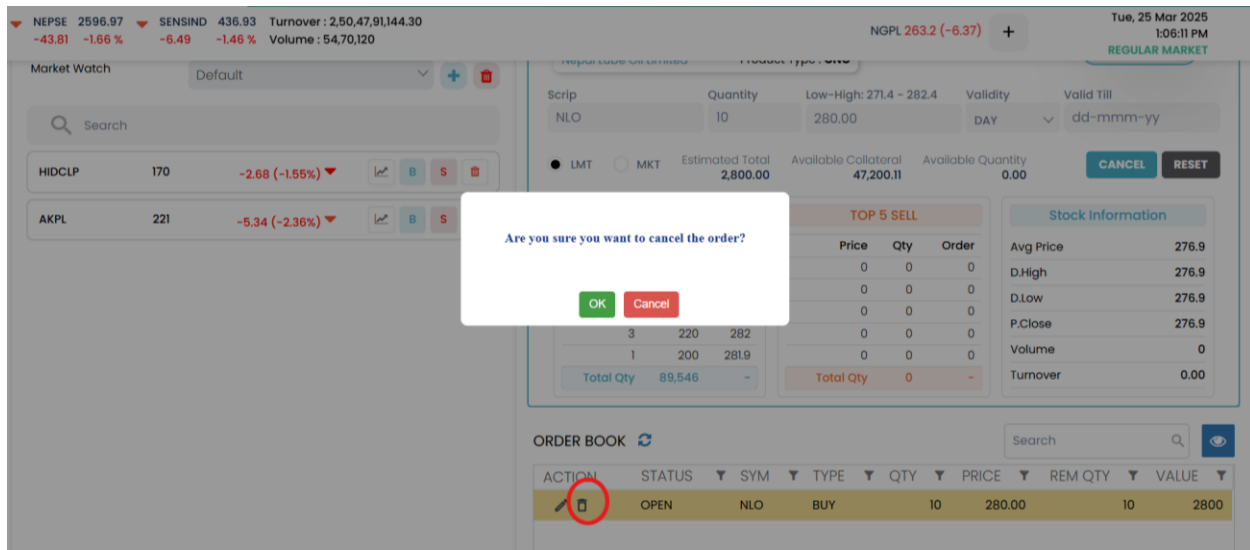 NEPSE 2596.97 SENSIND 436.93 Turnover : 2,50,47,91,144.30
-43.81 -1.66 % -6.49 -1.46 % Volume : 54,70,120
NGPL 263.2 (-6.37) +
Tue, 25 Mar 2025
1:06:11 PM
REGULAR MARKET
Market Watch
Default
+
Search
HIDCLP 170 -2.68 (-1.55%) B S
AKPL 221 -5.34 (-2.36%) B S
Nepal Lube Oil Limited Product Type : CNC
Scrip Quantity Low-High: 271.4 - 282.4 Validity Valid Till
NLO 10 280.00 DAY dd-mmm-yy
LMT MKT Estimated Total Available Collateral Available Quantity CANCEL RESET
2,800.00 47,200.11 0.00
Are you sure you want to cancel the order?
OK Cancel
3 220 282
1 200 281.9
Total Qty 89,546 -
TOP 5 SELL
Price Qty Order
0 0 0
0 0 0
0 0 0
0 0 0
0 0 0
Total Qty 0 -
Stock Information
Avg Price 276.9
D.High 276.9
D.Low 276.9
P.Close 276.9
Volume 0
Turnover 0.00
ORDER BOOK
Search
ACTION STATUS SYM TYPE QTY PRICE REM QTY VALUE
OPEN NLO BUY 10 280.00 10 2800